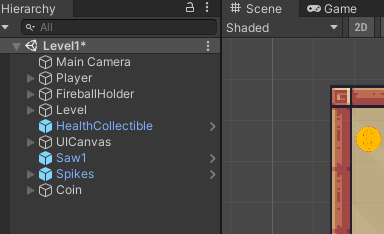 Hierarchy
All
Level1*
Main Camera
Player
FireballHolder
Level
HealthCollectible
UICanvas
Saw1
Spikes
Coin
Scene
Game
Shaded
2D